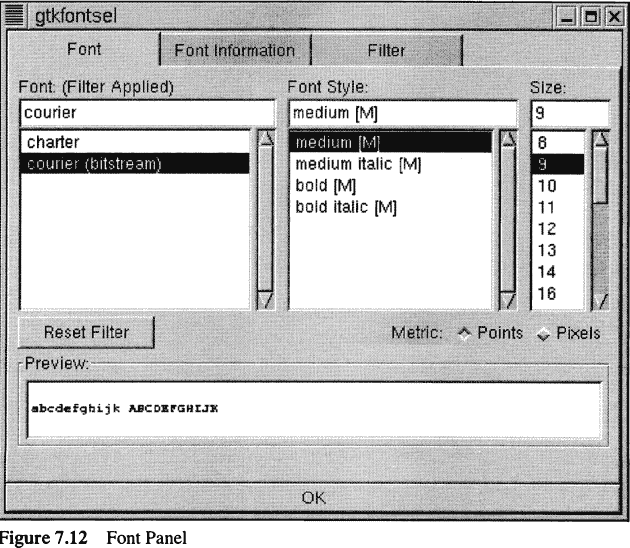 gtkfontsel
Font Font Information Filter
Font: (Filter Applied) Font Style: Size:
courier medium [M] 9
charter medium [M] 8
courier (bitstream) medium italic [M] 9
bold [M] 10
bold italic [M] 11
12
13
14
16
Reset Filter Metric: Points Pixels
Preview:
abcdefghijk ABCDEFGHIJK
OK
Figure 7.12 Font Panel